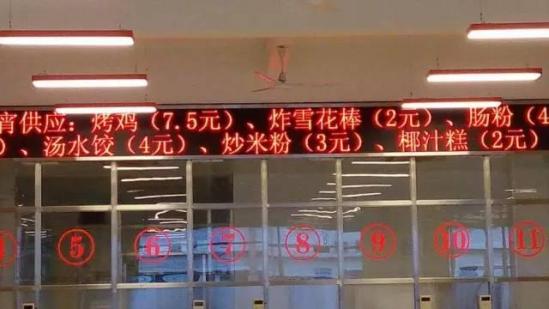 宵供应：烤鸡（7.5元）、炸雪花棒（2元）、肠粉（4
）、汤水饺（4元）、炒米粉（3元）、椰汁糕（2元）
⑤ ⑥ ⑦ ⑧ ⑨ ⑩ ⑪